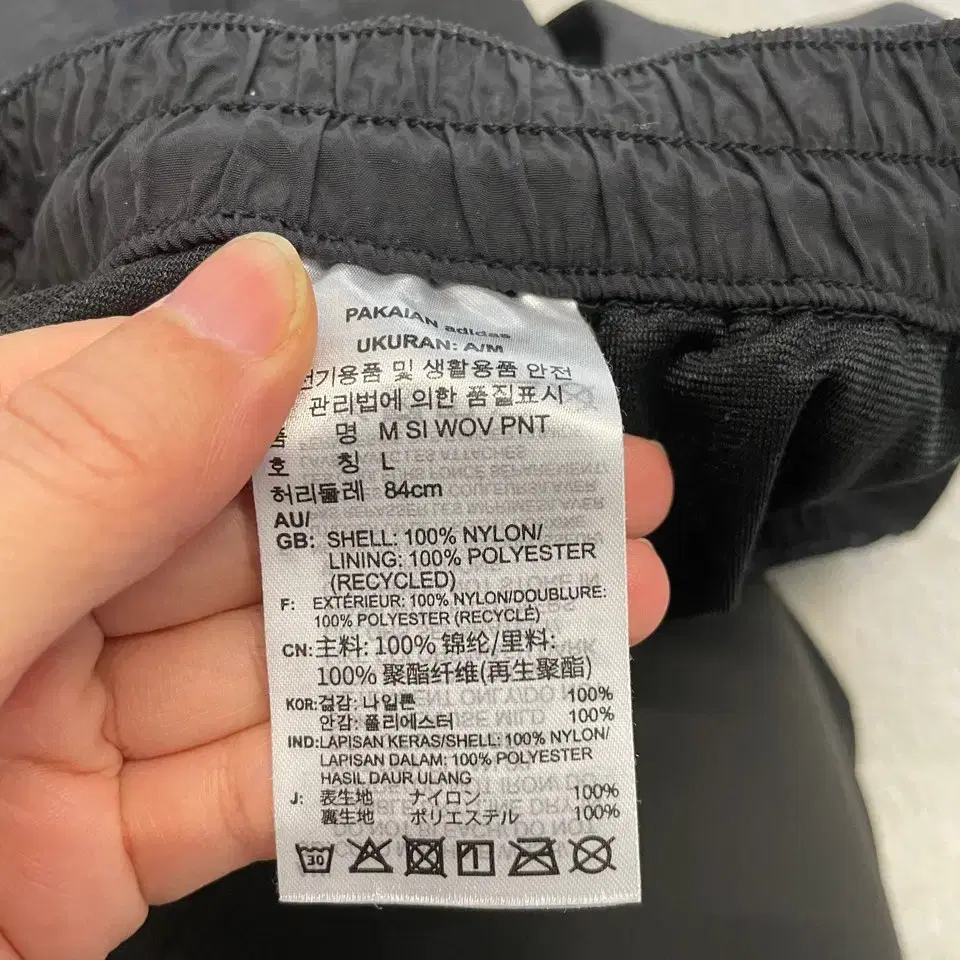 PAKAIAN adidas
UKURAN: A/M
전기용품 및 생활용품 안전
관리법에 의한 품질표시
품 명 M SI WOV PNT
호 칭 L
허리둘레 84cm
AU/
GB: SHELL: 100% NYLON/
LINING: 100% POLYESTER
(RECYCLED)
F: EXTÉRIEUR: 100% NYLON/DOUBLURE:
100% POLYESTER (RECYCLÉ)
CN: 主料: 100% 锦纶/里料:
100% 聚酯纤维(再生聚酯)
KOR: 겉감: 나일론 100%
안감: 폴리에스터 100%
IND: LAPISAN KERAS/SHELL: 100% NYLON/
LAPISAN DALAM: 100% POLYESTER
HASIL DAUR ULANG
J: 表生地 ナイロン 100%
裏生地 ポリエステル 100%
30